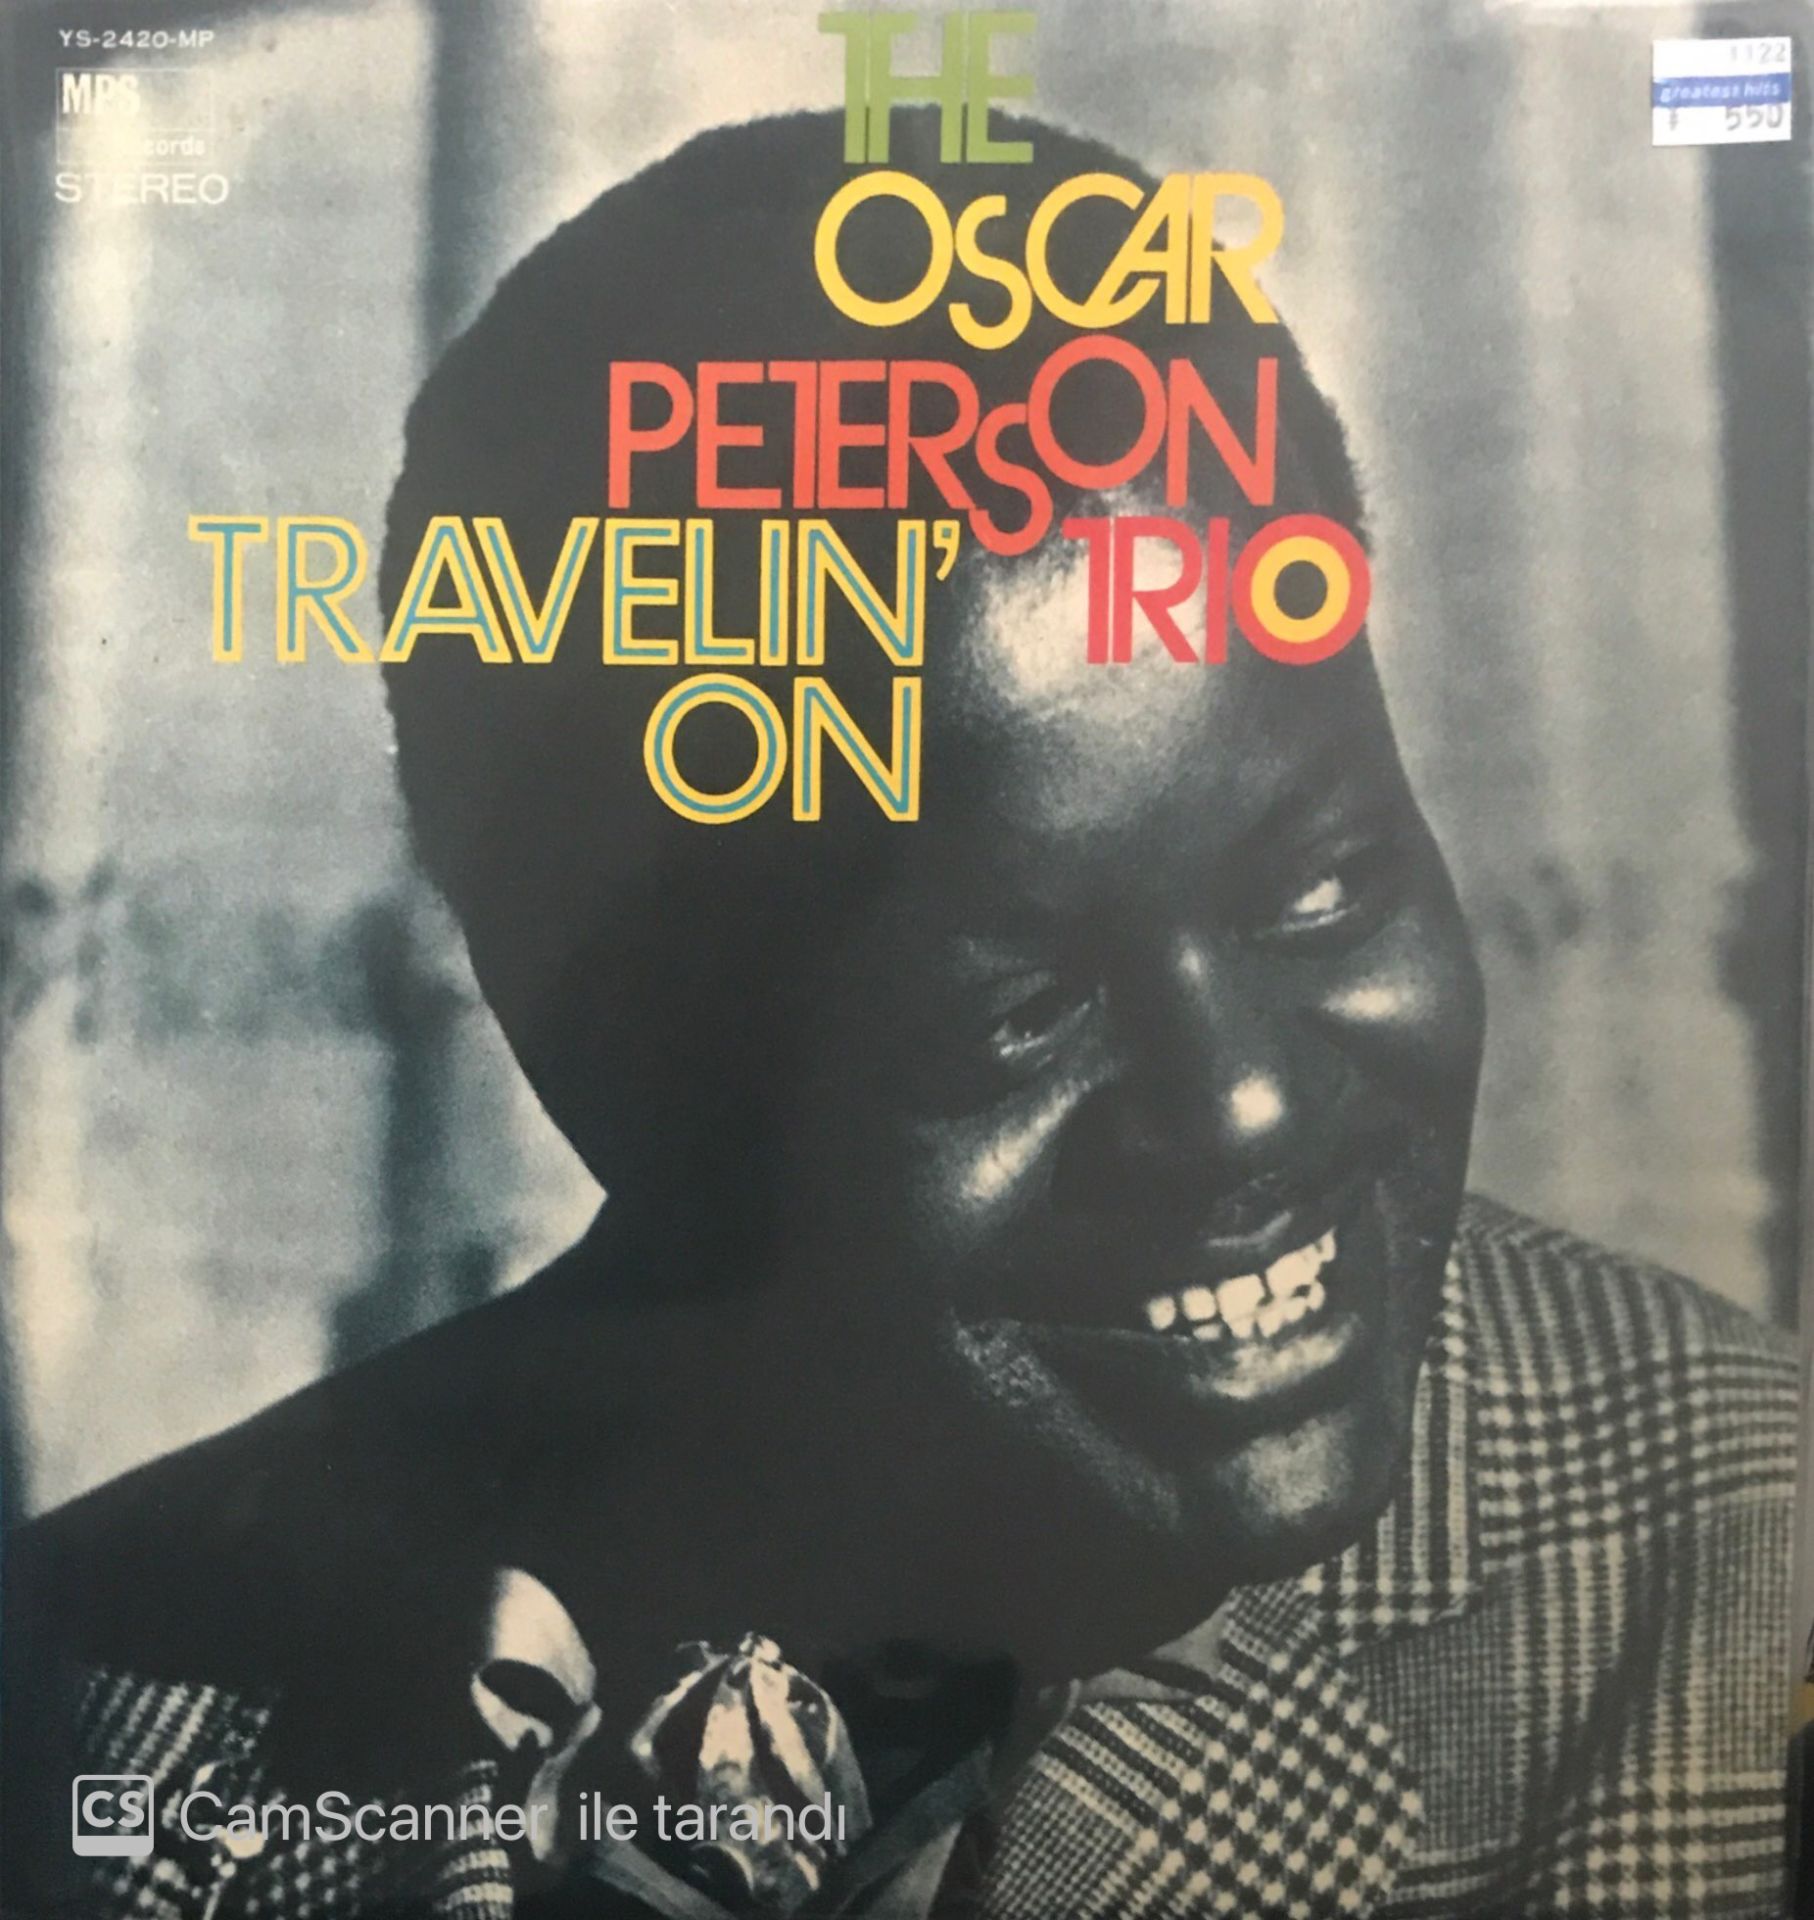 YS-2420-MP
MPS
Records
STEREO
1122
greatest hits
¥ 550
THE
OSCAR
PETERSON
TRAVELIN' TRIO
ON
CS CamScanner ile tarandı